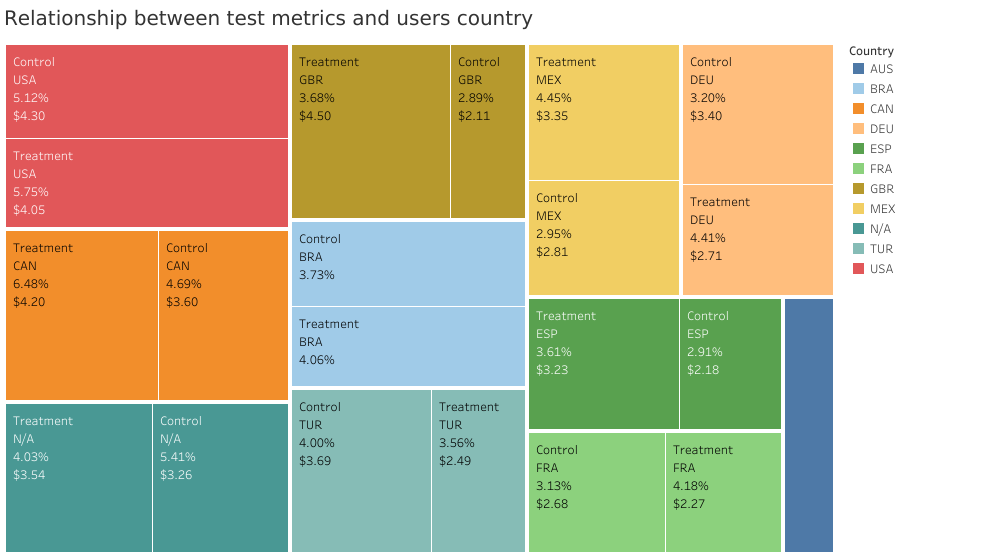 Relationship between test metrics and users country
Control
USA
5.12%
$4.30
Treatment
USA
5.75%
$4.05
Treatment
CAN
6.48%
$4.20
Control
CAN
4.69%
$3.60
Treatment
N/A
4.03%
$3.54
Control
N/A
5.41%
$3.26
Treatment
GBR
3.68%
$4.50
Control
GBR
2.89%
$2.11
Control
BRA
3.73%
Treatment
BRA
4.06%
Control
TUR
4.00%
$3.69
Treatment
TUR
3.56%
$2.49
Treatment
MEX
4.45%
$3.35
Control
MEX
2.95%
$2.81
Control
DEU
3.20%
$3.40
Treatment
DEU
4.41%
$2.71
Treatment
ESP
3.61%
$3.23
Control
ESP
2.91%
$2.18
Control
FRA
3.13%
$2.68
Treatment
FRA
4.18%
$2.27
Country
AUS
BRA
CAN
DEU
ESP
FRA
GBR
MEX
N/A
TUR
USA